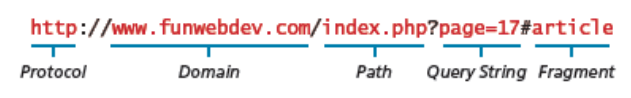 http://www.funwebdev.com/index.php?page=17#article
Protocol Domain Path Query String Fragment